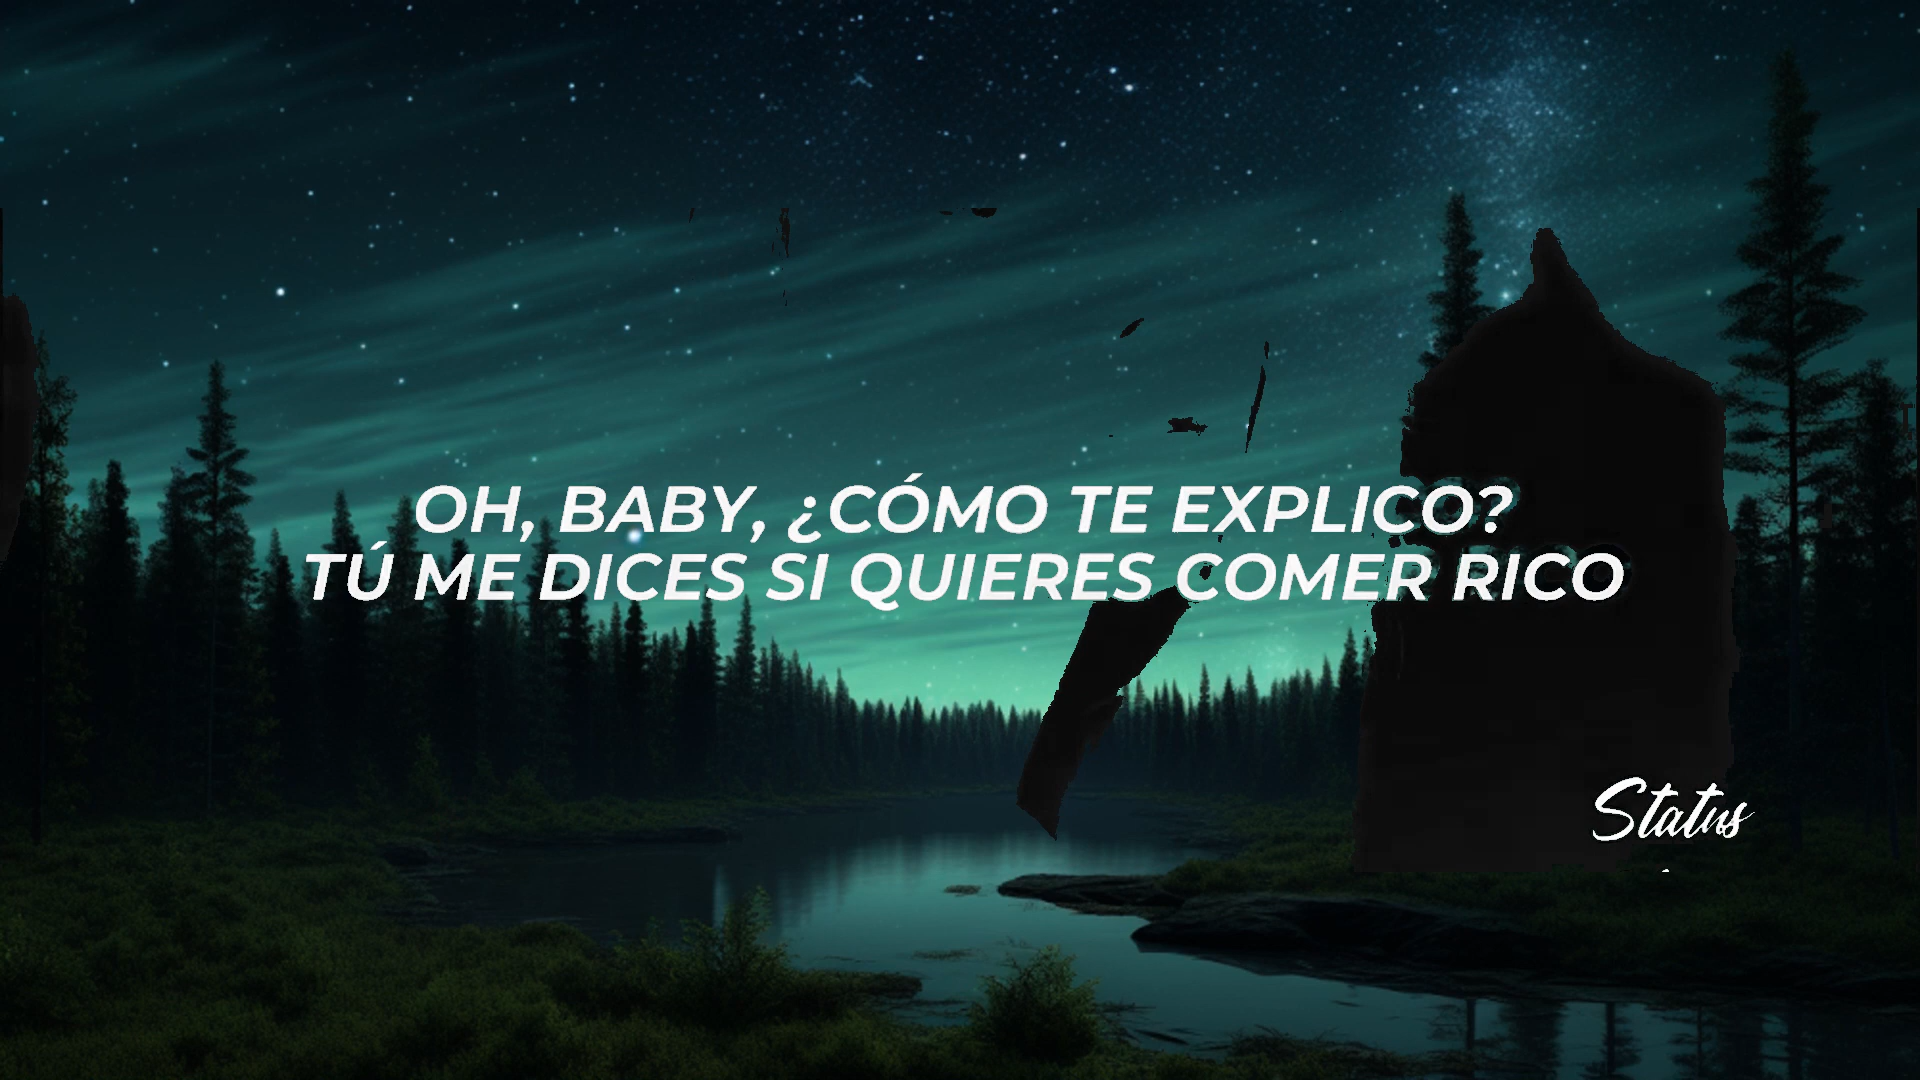 OH, BABY, ¿CÓMO TE EXPLICO?
TÚ ME DICES SI QUIERES COMER RICO
Status